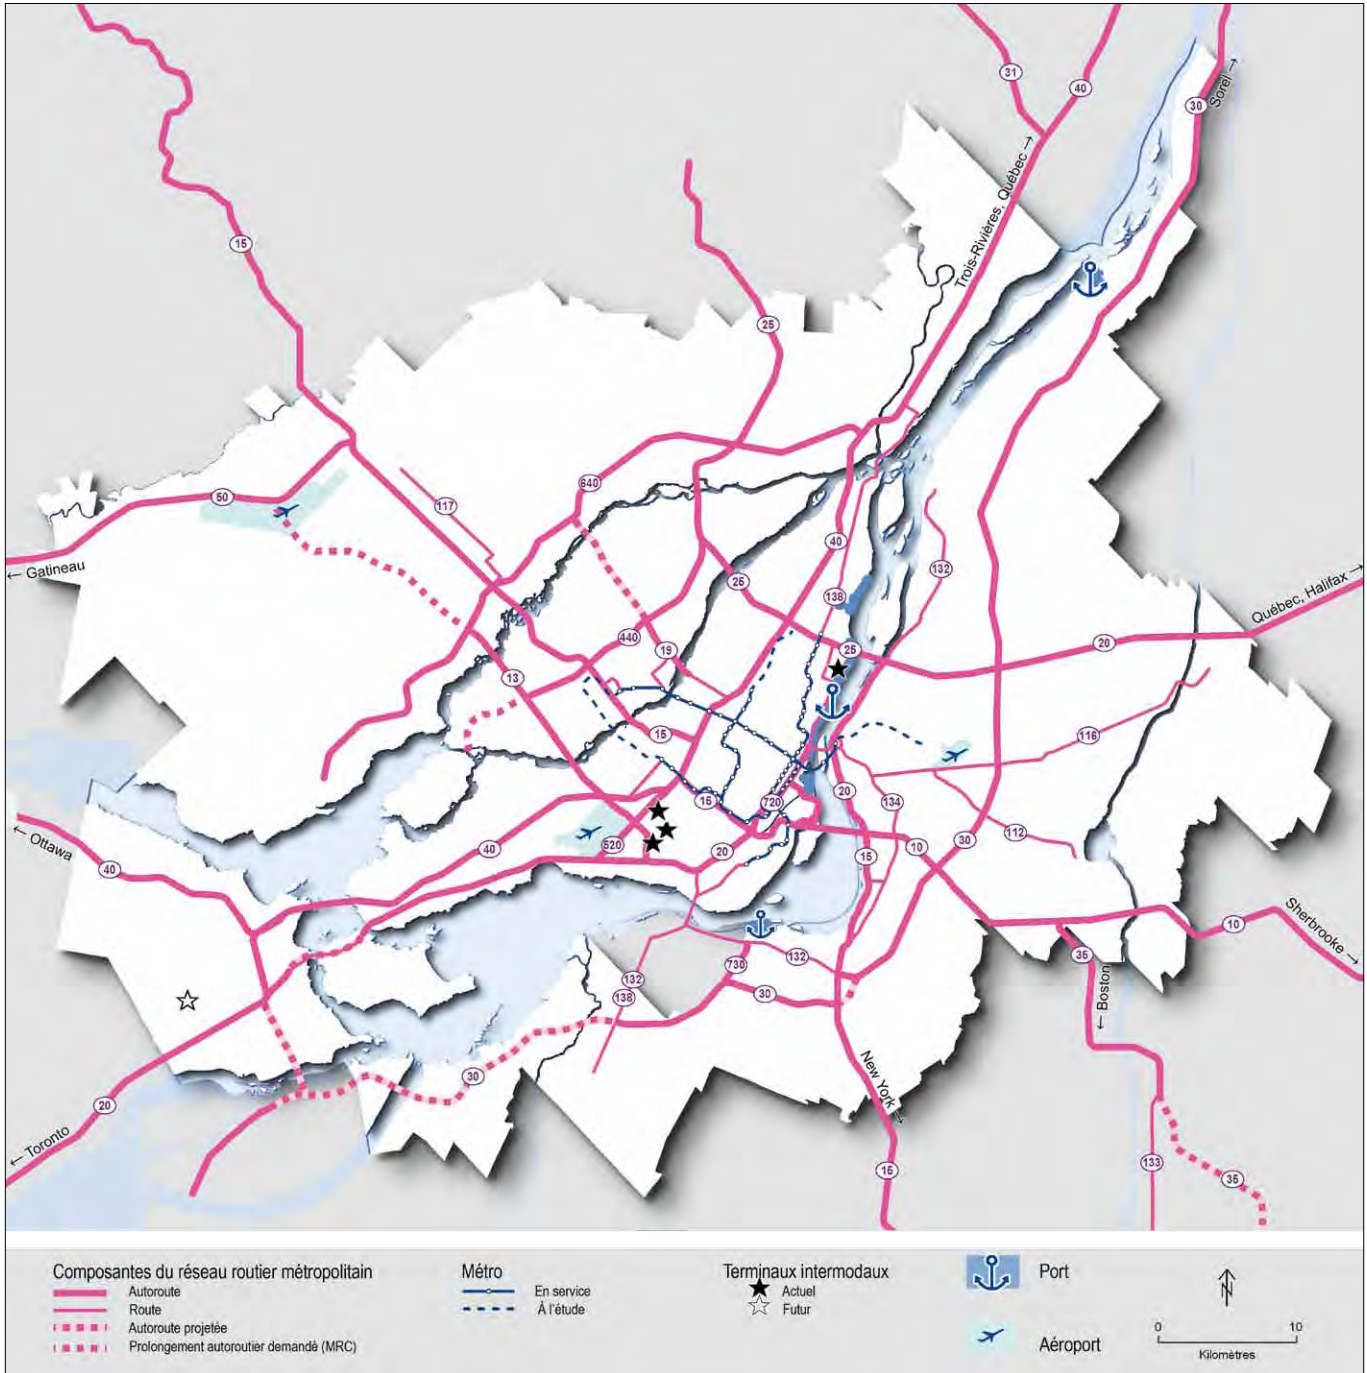 31
40
30
Sorel →
Trois-Rivières, Québec →
15
25
640
50
117
← Gatineau
40
132
25
138
Québec, Halifax →
440
25
20
19
13
15
116
15
720
20
134
← Ottawa
40
520
20
112
15
10
30
40
Sherbrooke →
10
132
730
132
35
138
30
← Boston
30
New York →
20
← Toronto
133
15
35
Composantes du réseau routier métropolitain
Autoroute
Route
Autoroute projetée
Prolongement autoroutier demandé (MRC)
Métro
En service
À l'étude
Terminaux intermodaux
Actuel
Futur
Port
Aéroport
N
0 10
Kilomètres